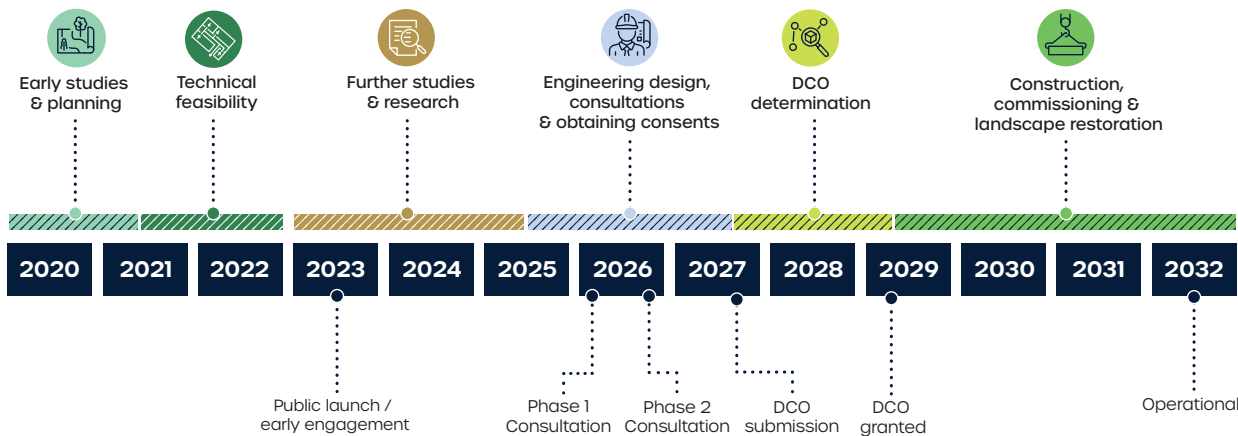 Early studies
& planning
Technical
feasibility
Further studies
& research
Engineering design,
consultations
& obtaining consents
DCO
determination
Construction,
commissioning &
landscape restoration
2020
2021
2022
2023
2024
2025
2026
2027
2028
2029
2030
2031
2032
Public launch /
early engagement
Phase 1
Consultation
Phase 2
Consultation
DCO
submission
DCO
granted
Operational